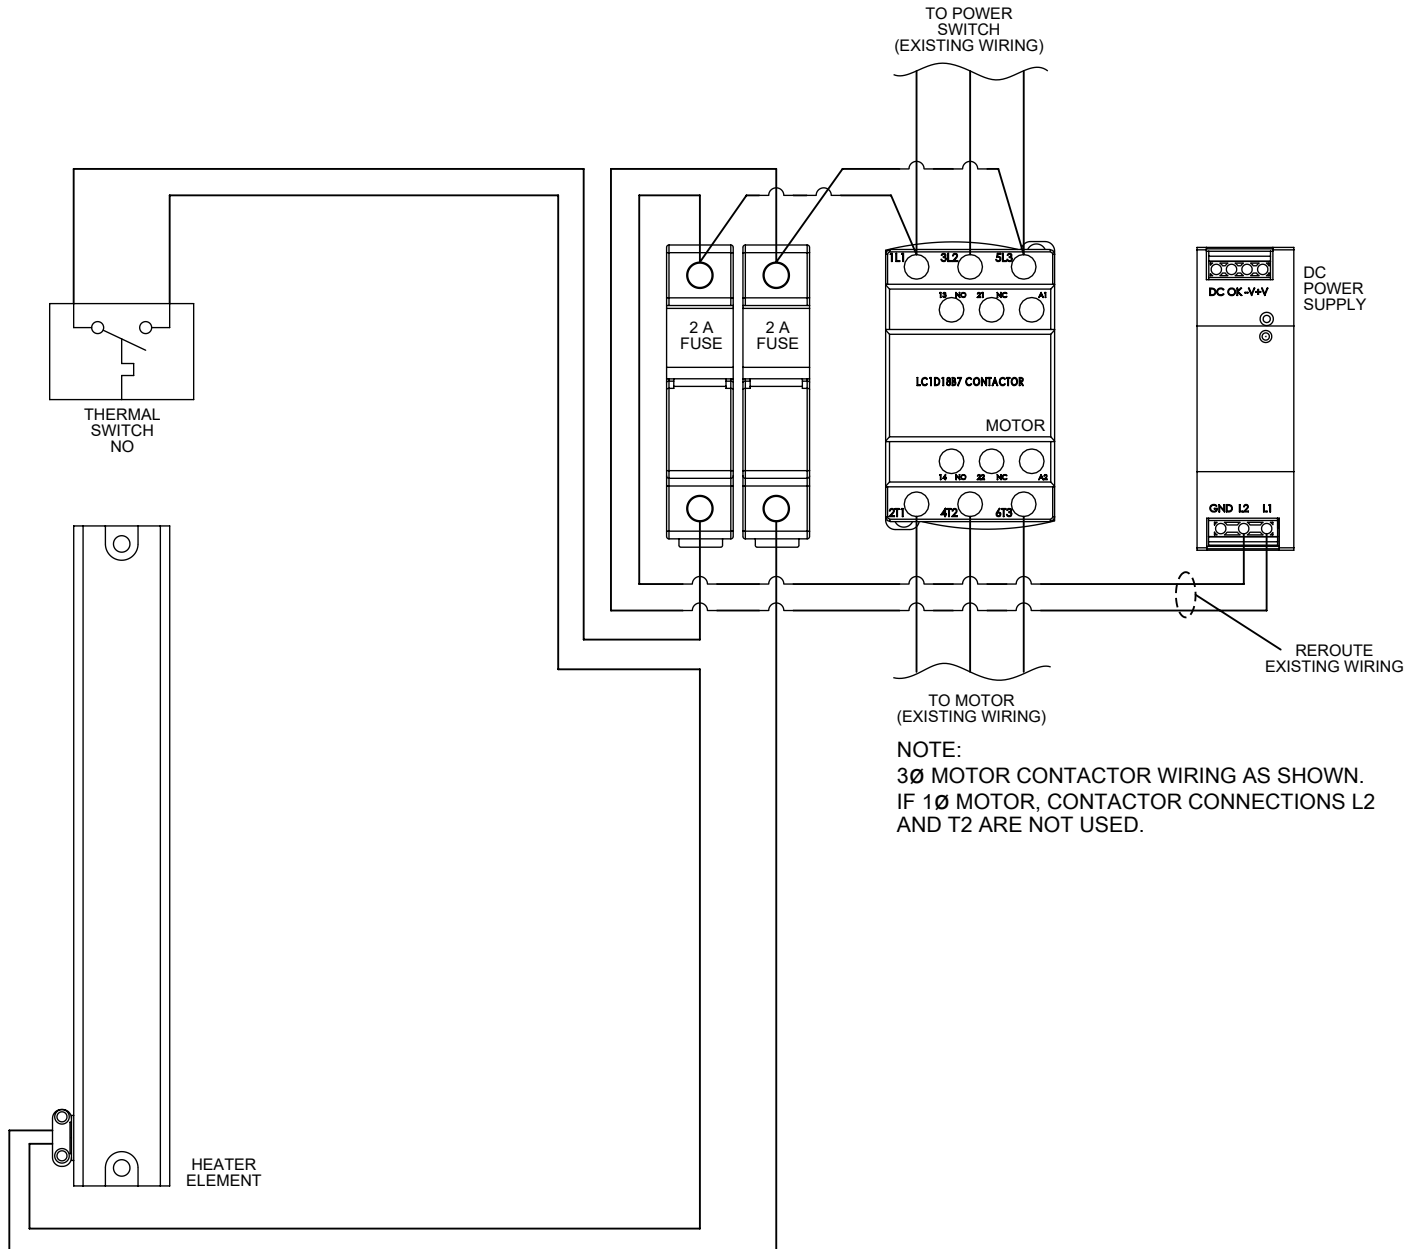 TO POWER
SWITCH
(EXISTING WIRING)
1L1 3L2 5L3
13 NO 21 NC A1
DC OK -V+V
DC
POWER
SUPPLY
2 A
FUSE
2 A
FUSE
LC1D18B7 CONTACTOR
MOTOR
THERMAL
SWITCH
NO
14 NO 22 NC A2
2T1 4T2 6T3
GND L2 L1
REROUTE
EXISTING WIRING
TO MOTOR
(EXISTING WIRING)
NOTE:
3Ø MOTOR CONTACTOR WIRING AS SHOWN.
IF 1Ø MOTOR, CONTACTOR CONNECTIONS L2
AND T2 ARE NOT USED.
HEATER
ELEMENT